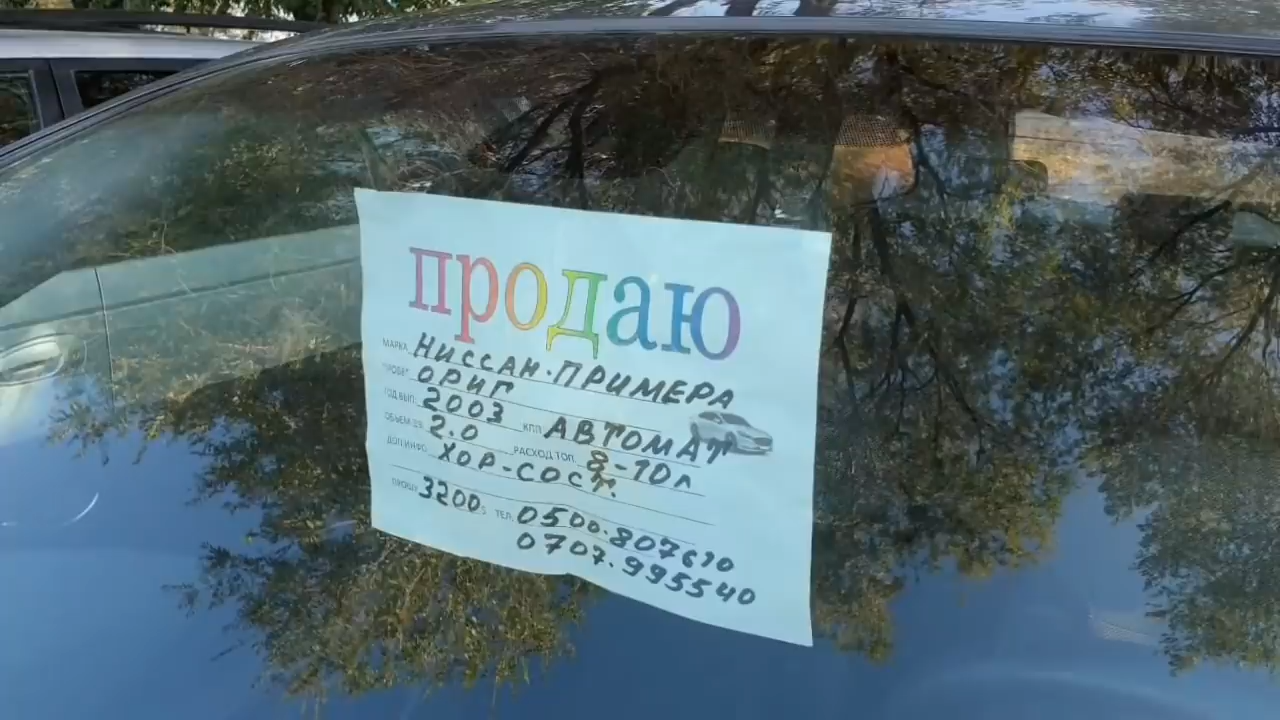 продаю
МАРКА НИССАН-ПРИМЕРА
ПРОБЕГ ОРИГ
ГОД ВЫП. 2003 КПП АВТОМАТ
ОБЪЕМ ДВ. 2.0 РАСХОД ТОП. 8-10л
ДОП.ИНФО. ХОР-СОСТ.
ПРОШУ 3200$ ТЕЛ. 0500.807610
0707.995540